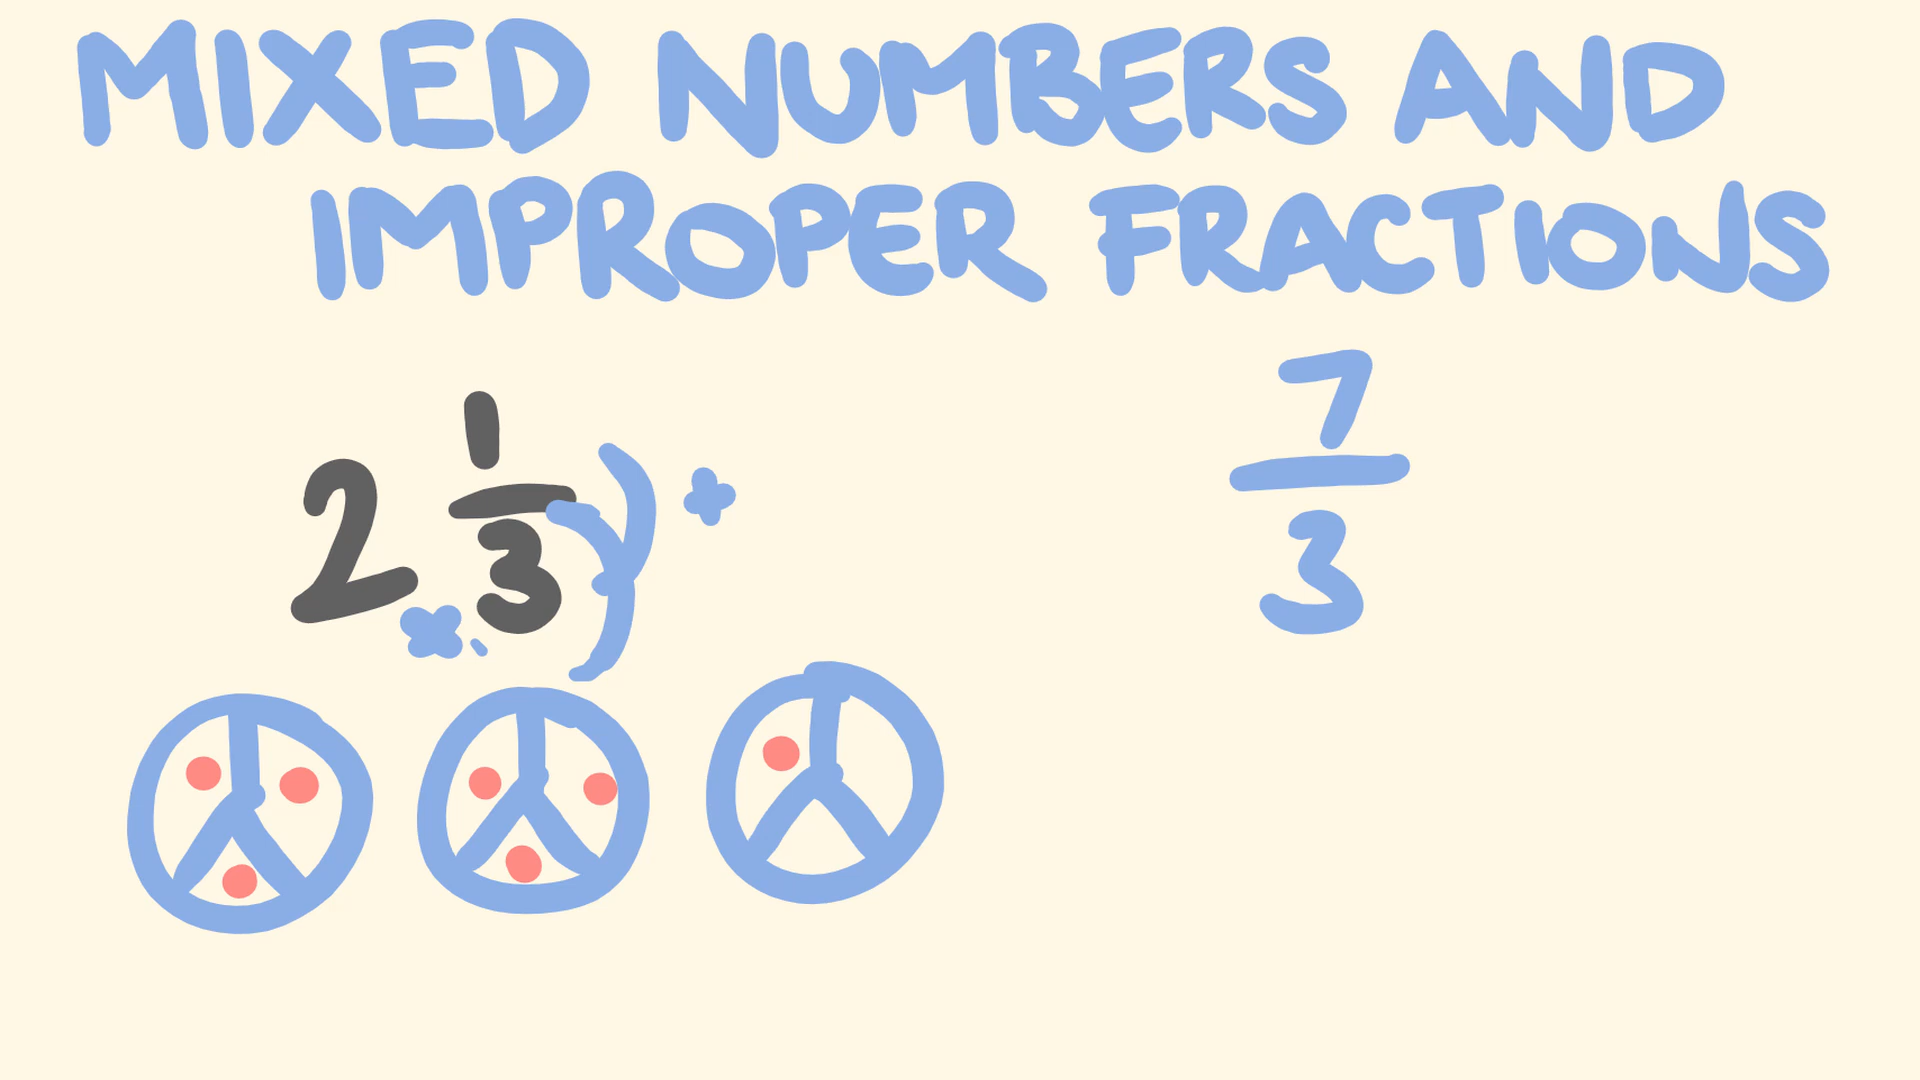 MIXED NUMBERS AND
IMPROPER FRACTIONS
2 1/3 × +
7/3